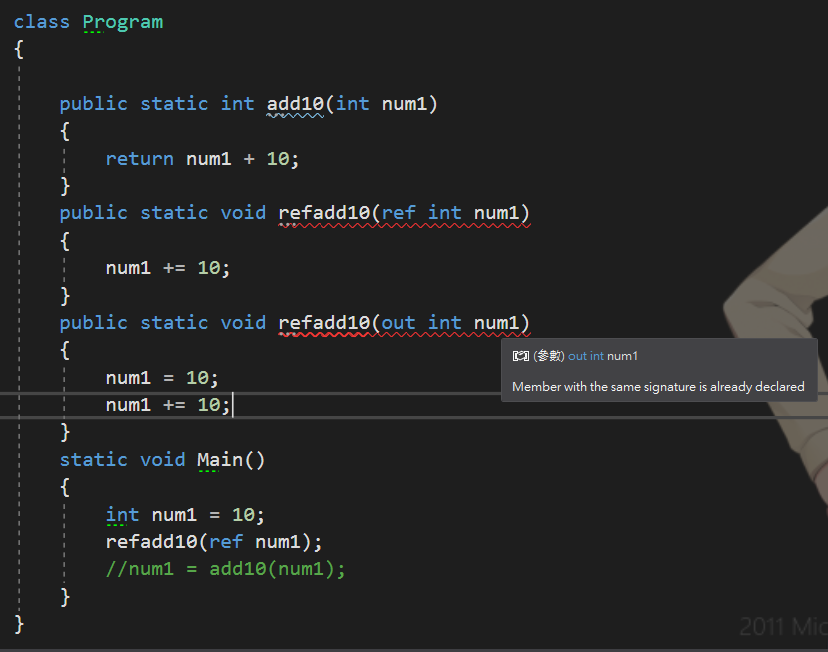 class Program
{
public static int add10(int num1)
{
return num1 + 10;
}
public static void refadd10(ref int num1)
{
num1 += 10;
}
public static void refadd10(out int num1)
{
(參數) out int num1
num1 = 10;
Member with the same signature is already declared
num1 += 10;
}
static void Main()
{
int num1 = 10;
refadd10(ref num1);
//num1 = add10(num1);
}
}
2011